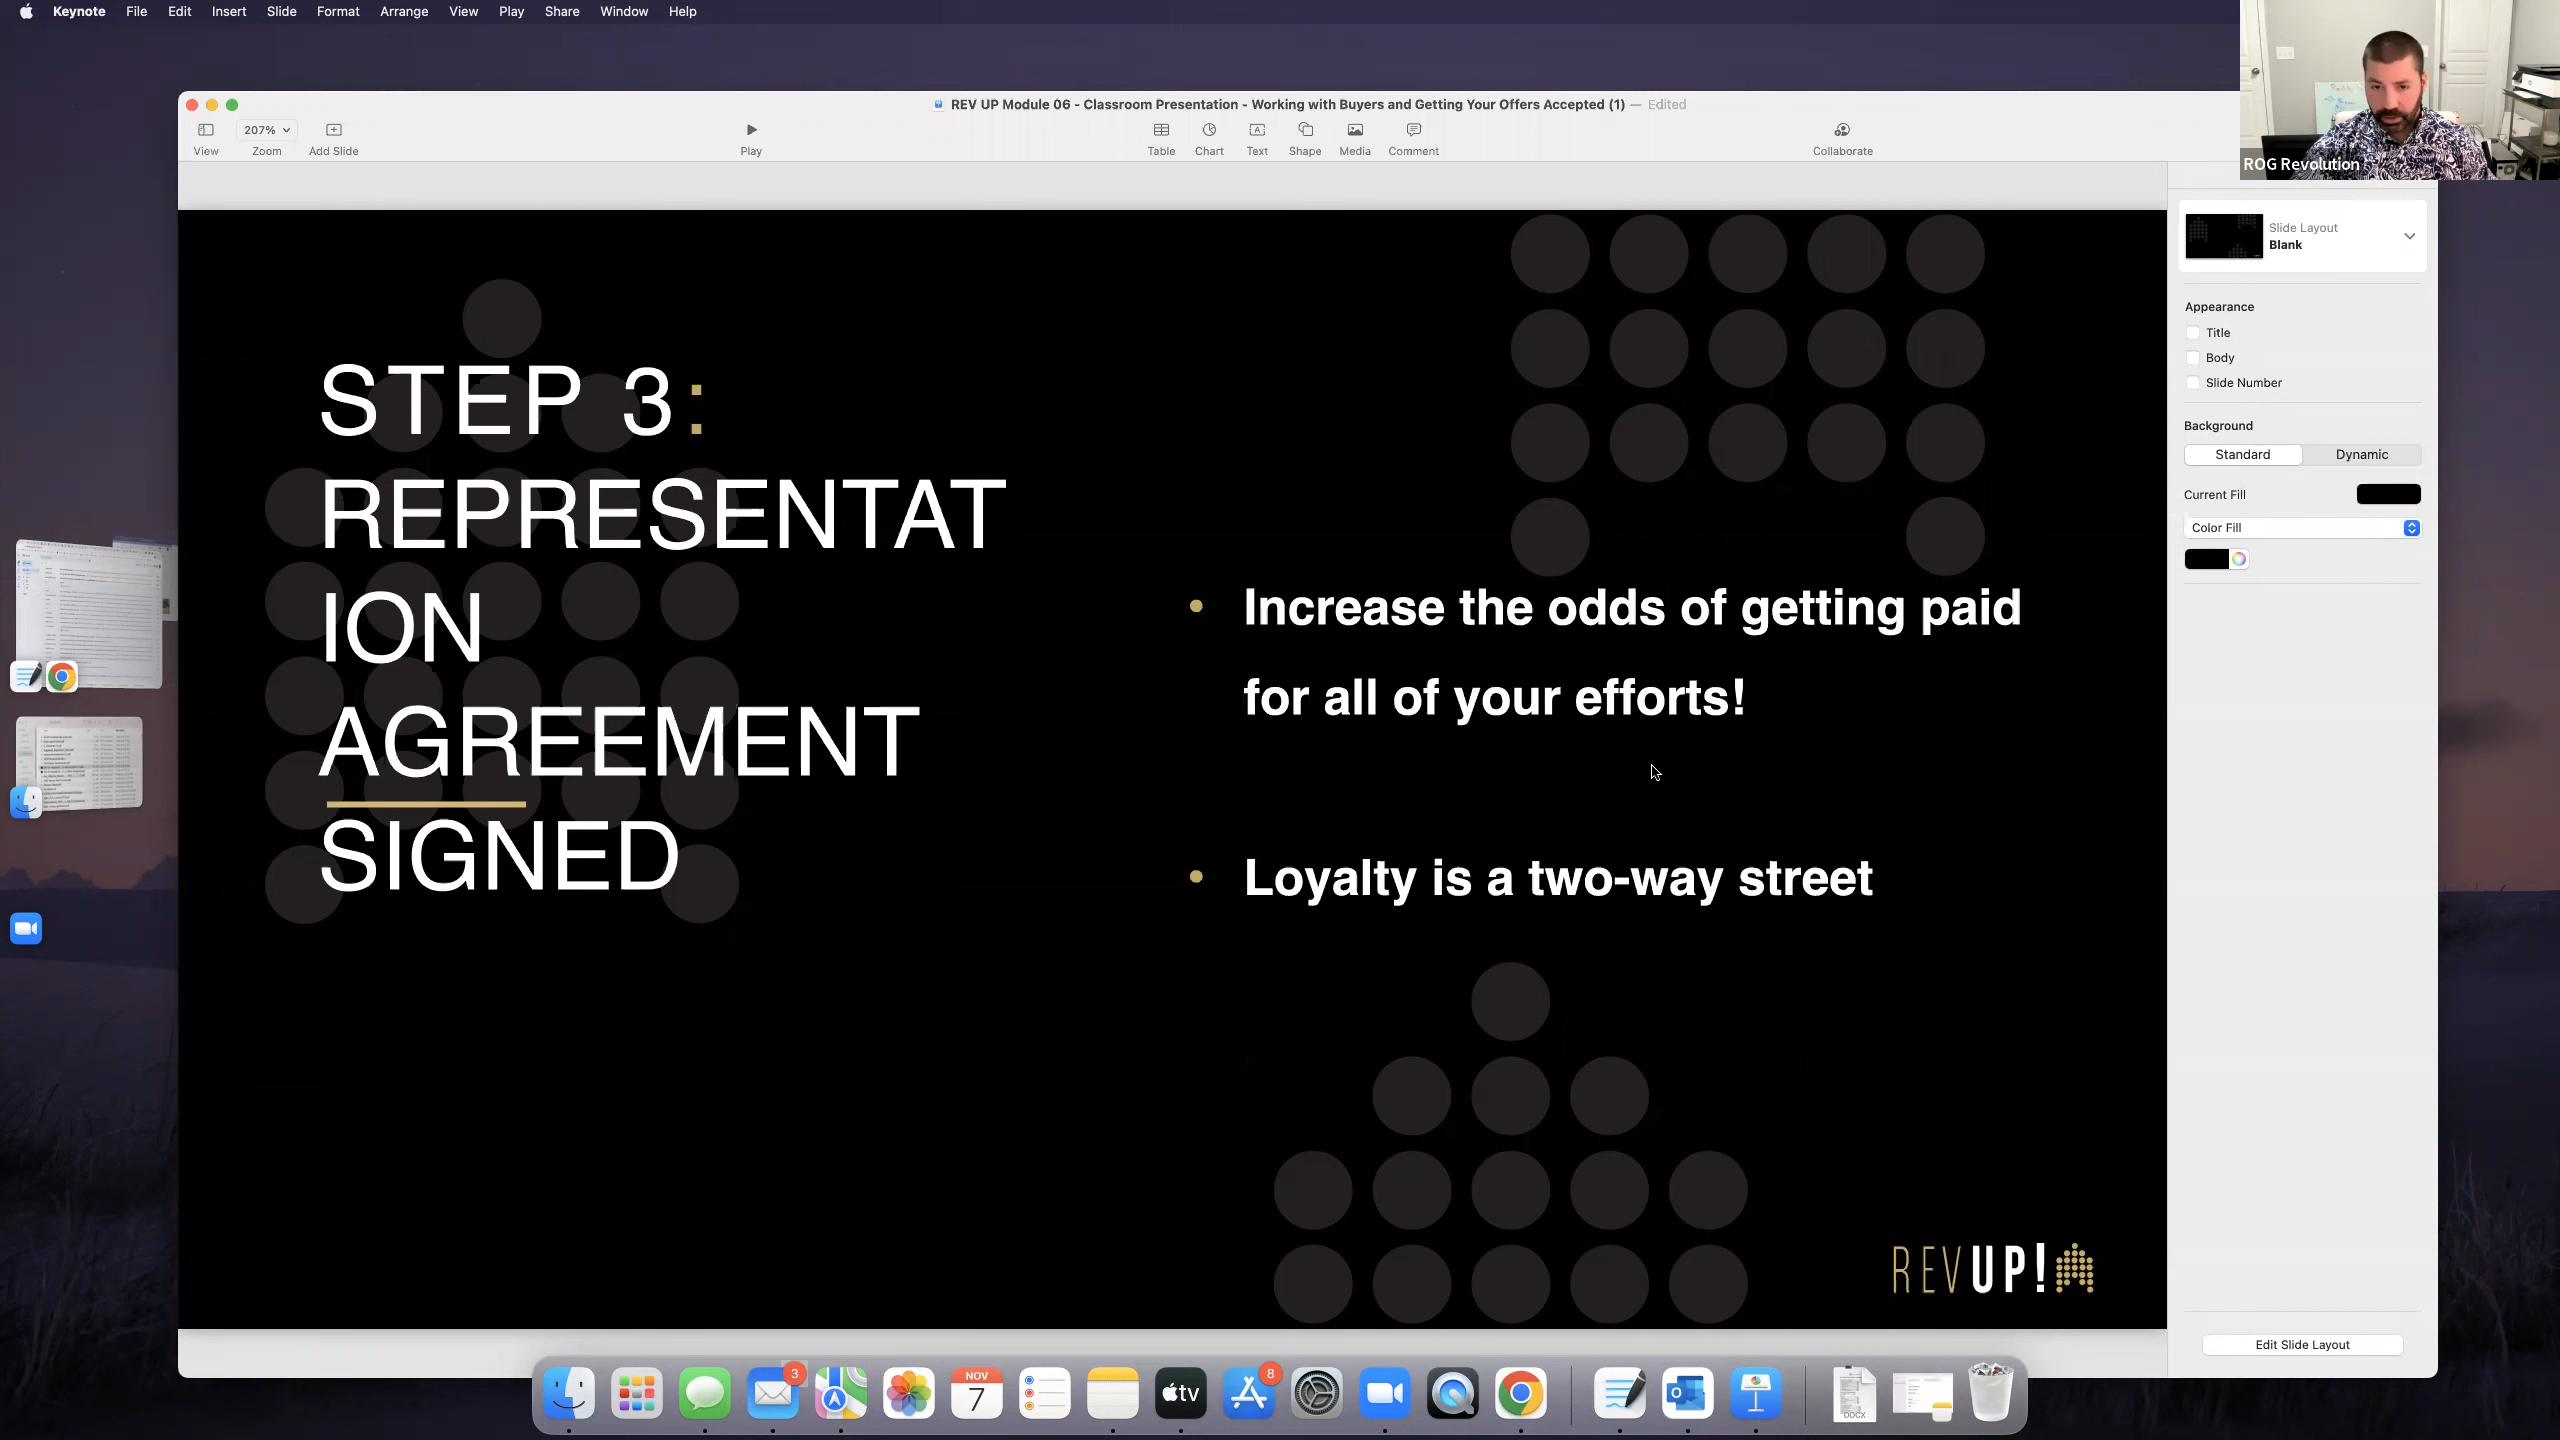 Keynote File Edit Insert Slide Format Arrange View Play Share Window Help
REV UP Module 06 - Classroom Presentation - Working with Buyers and Getting Your Offers Accepted (1) — Edited
207%
View Zoom Add Slide Play Table Chart Text Shape Media Comment Collaborate
ROG Revolution
STEP 3:
REPRESENTAT
ION
AGREEMENT
SIGNED
• Increase the odds of getting paid
for all of your efforts!
• Loyalty is a two-way street
REVUP!
Slide Layout
Blank
Appearance
Title
Body
Slide Number
Background
Standard Dynamic
Current Fill
Color Fill
Edit Slide Layout
3
NOV
7
tv
8
DOCX